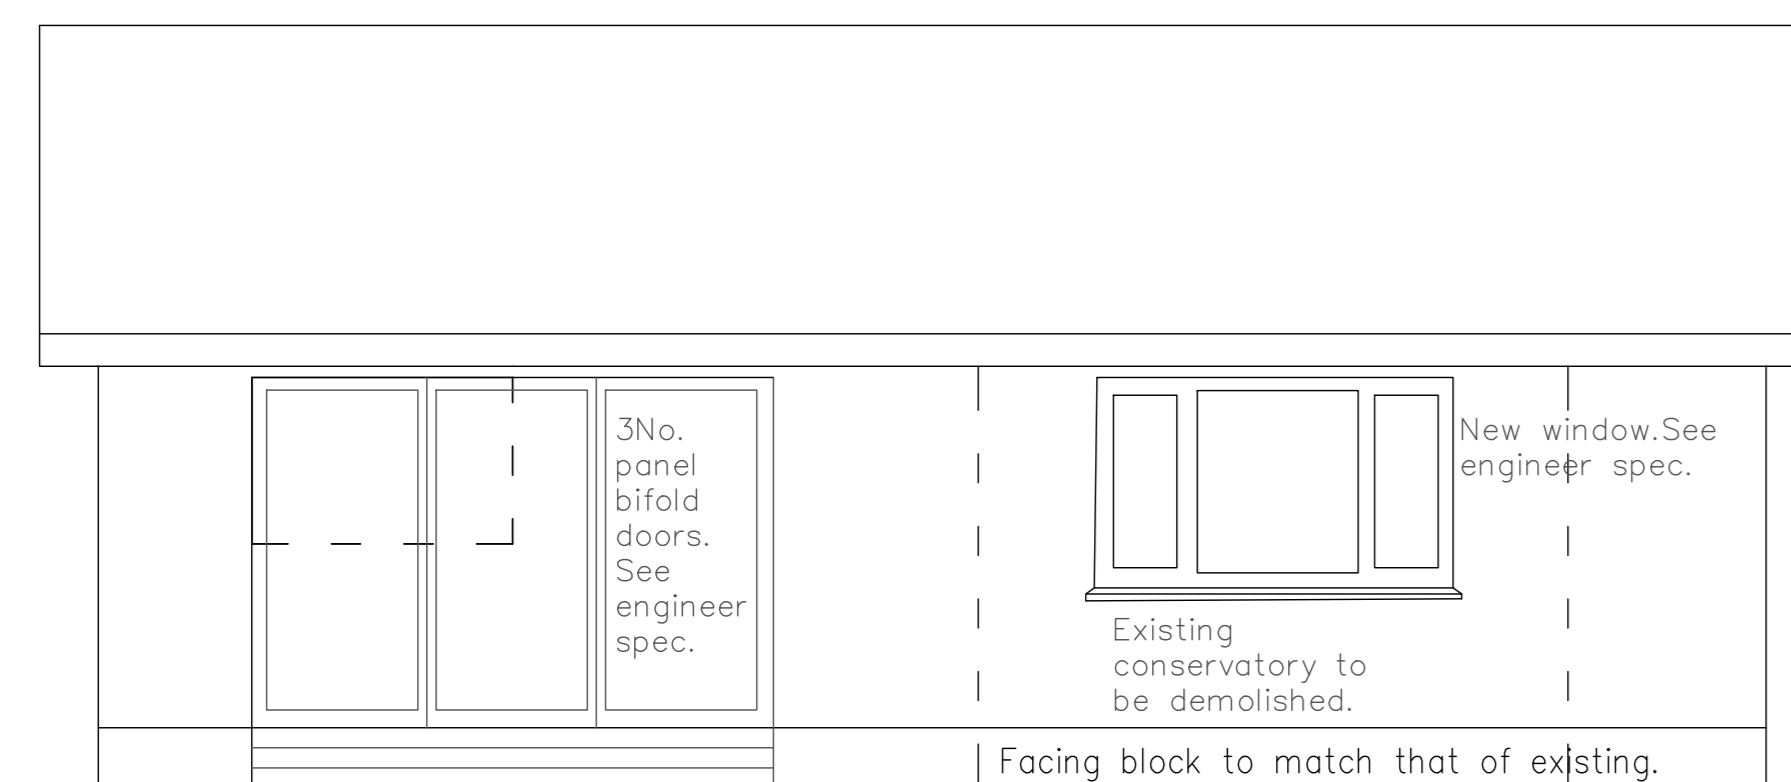 3No.
panel
bifold
doors.
See
engineer
spec.
New window.See
engineer spec.
Existing
conservatory to
be demolished.
Facing block to match that of existing.